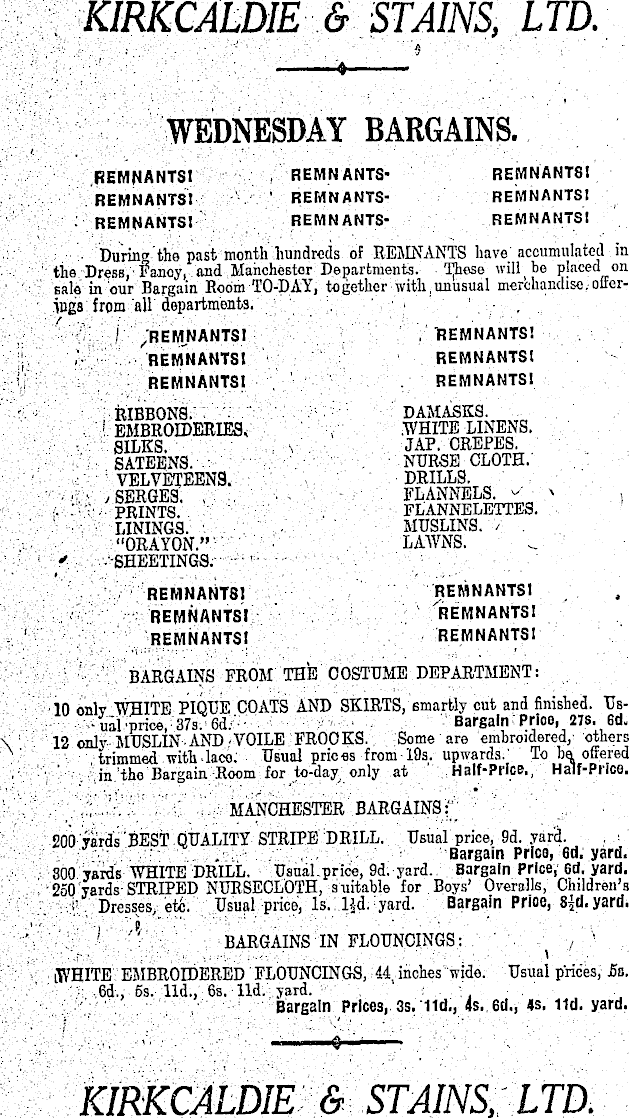 KIRKCALDIE & STAINS, LTD.
WEDNESDAY BARGAINS.
REMNANTS! REMNANTS- REMNANTS!
REMNANTS! REMNANTS- REMNANTS!
REMNANTS! REMNANTS- REMNANTS!
During the past month hundreds of REMNANTS have accumulated in
the Dress, Fancy, and Manchester Departments. These will be placed on
sale in our Bargain Room TO-DAY, together with unusual merchandise offer-
ings from all departments.
REMNANTS! REMNANTS!
REMNANTS! REMNANTS!
REMNANTS! REMNANTS!
RIBBONS. DAMASKS.
EMBROIDERIES. WHITE LINENS.
SILKS. JAP. CREPES.
SATEENS. NURSE CLOTH.
VELVETEENS. DRILLS.
SERGES. FLANNELS.
PRINTS. FLANNELETTES.
LININGS. MUSLINS.
"ORAYON." LAWNS.
SHEETINGS.
REMNANTS! REMNANTS!
REMNANTS! REMNANTS!
REMNANTS! REMNANTS!
BARGAINS FROM THE COSTUME DEPARTMENT:
10 only WHITE PIQUE COATS AND SKIRTS, smartly cut and finished. Us-
ual price, 37s. 6d. Bargain Price, 27s. 6d.
12 only MUSLIN AND VOILE FROCKS. Some are embroidered, others
trimmed with lace. Usual prices from 19s. upwards. To be offered
in the Bargain Room for to-day only at Half-Price., Half-Price.
MANCHESTER BARGAINS:
200 yards BEST QUALITY STRIPE DRILL. Usual price, 9d. yard.
Bargain Price, 6d. yard.
300 yards WHITE DRILL. Usual price, 9d. yard. Bargain Price, 6d. yard.
250 yards STRIPED NURSECLOTH, suitable for Boys' Overalls, Children's
Dresses, etc. Usual price, 1s. 1½d. yard. Bargain Price, 8½d. yard.
BARGAINS IN FLOUNCINGS:
WHITE EMBROIDERED FLOUNCINGS, 44 inches wide. Usual prices, 5s.
6d., 5s. 11d., 6s. 11d. yard.
Bargain Prices, 3s. 11d., 4s. 6d., 4s. 11d. yard.
KIRKCALDIE & STAINS, LTD.